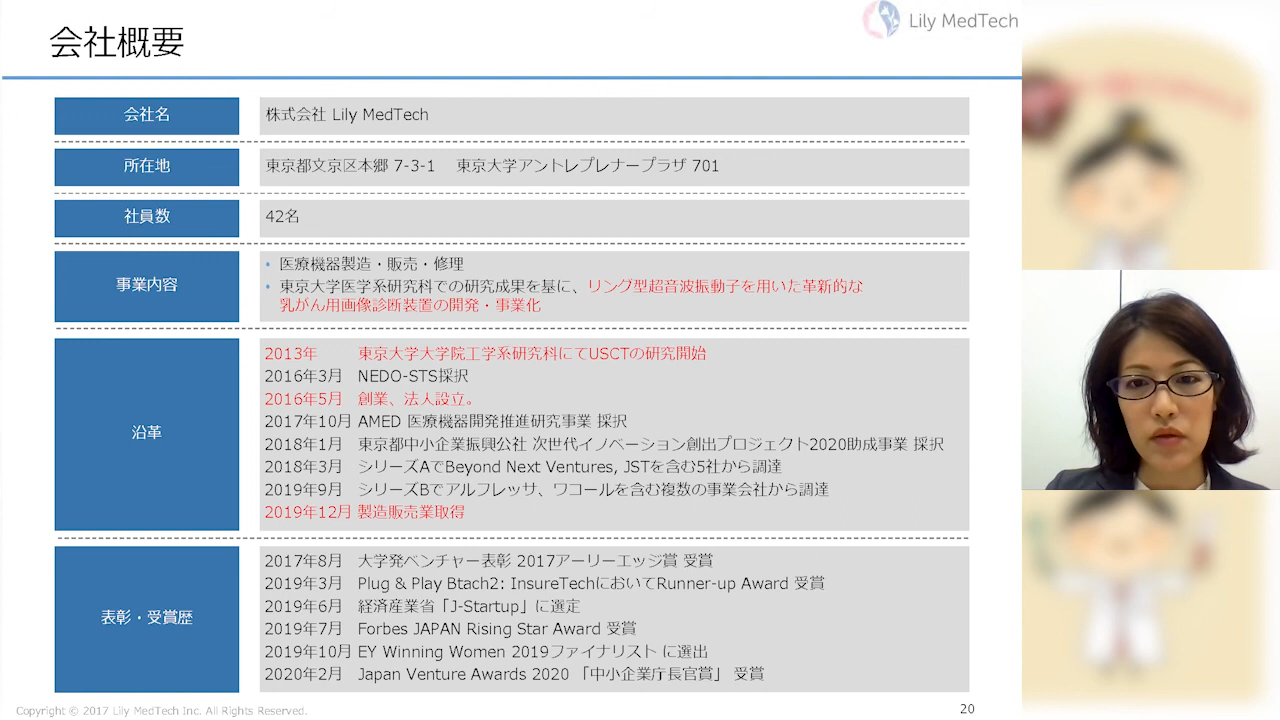 会社概要
Lily MedTech
会社名
株式会社 Lily MedTech
所在地
東京都文京区本郷 7-3-1 東京大学アントレプレナープラザ 701
社員数
42名
事業内容
• 医療機器製造・販売・修理
• 東京大学医学系研究科での研究成果を基に、リング型超音波振動子を用いた革新的な
乳がん用画像診断装置の開発・事業化
沿革
2013年 東京大学大学院工学系研究科にてUSCTの研究開始
2016年3月 NEDO-STS採択
2016年5月 創業、法人設立。
2017年10月 AMED 医療機器開発推進研究事業 採択
2018年1月 東京都中小企業振興公社 次世代イノベーション創出プロジェクト2020助成事業 採択
2018年3月 シリーズAでBeyond Next Ventures, JSTを含む5社から調達
2019年9月 シリーズBでアルフレッサ、ワコールを含む複数の事業会社から調達
2019年12月 製造販売業取得
表彰・受賞歴
2017年8月 大学発ベンチャー表彰 2017アーリーエッジ賞 受賞
2019年3月 Plug & Play Btach2: InsureTechにおいてRunner-up Award 受賞
2019年6月 経済産業省「J-Startup」に選定
2019年7月 Forbes JAPAN Rising Star Award 受賞
2019年10月 EY Winning Women 2019ファイナリスト に選出
2020年2月 Japan Venture Awards 2020 「中小企業庁長官賞」 受賞
Copyright © 2017 Lily MedTech Inc. All Rights Reserved.
20